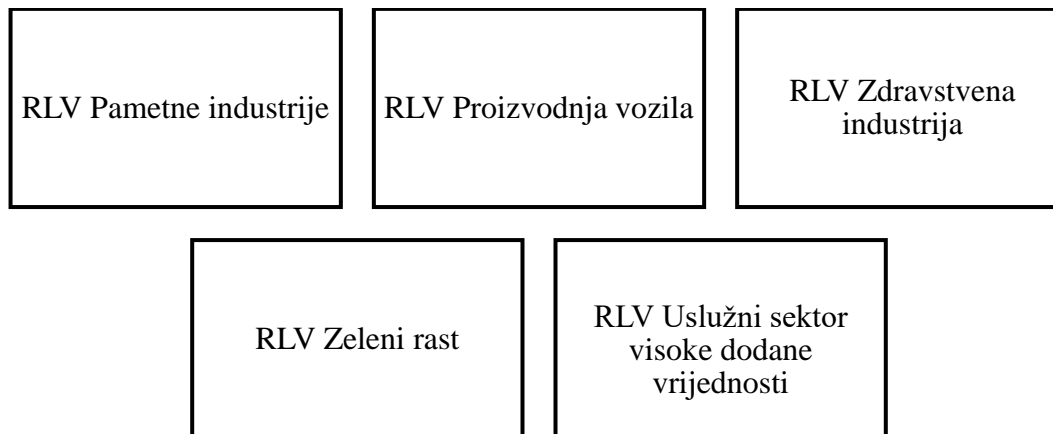 RLV Pametne industrije
RLV Proizvodnja vozila
RLV Zdravstvena
industrija
RLV Zeleni rast
RLV Uslužni sektor
visoke dodane
vrijednosti